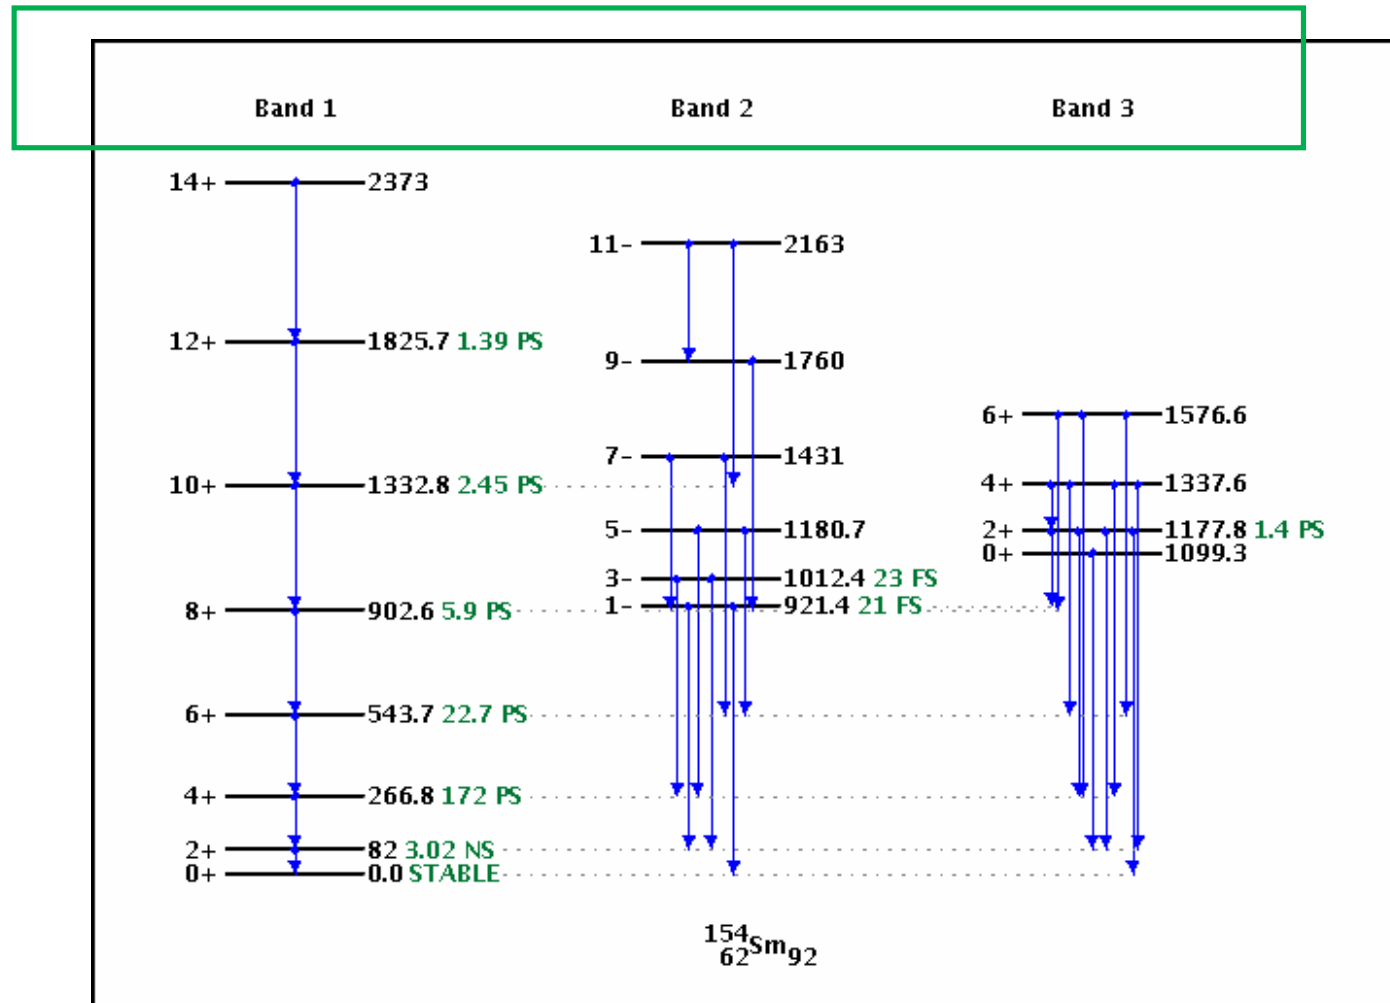 Band 1 Band 2 Band 3
14+ 2373
11- 2163
12+ 1825.7 1.39 PS
9- 1760
6+ 1576.6
7- 1431
10+ 1332.8 2.45 PS
4+ 1337.6
5- 1180.7
2+ 1177.8 1.4 PS
0+ 1099.3
3- 1012.4 23 FS
1- 921.4 21 FS
8+ 902.6 5.9 PS
6+ 543.7 22.7 PS
4+ 266.8 172 PS
2+ 82 3.02 NS
0+ 0.0 STABLE
154
62Sm92